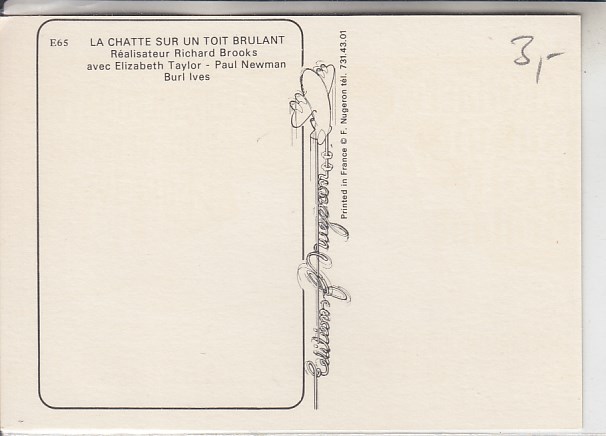 E65 LA CHATTE SUR UN TOIT BRULANT
Réalisateur Richard Brooks
avec Elizabeth Taylor - Paul Newman
Burl Ives
Editions F. Nugeron
Printed in France © F. Nugeron tél. 731.43.01
3,-